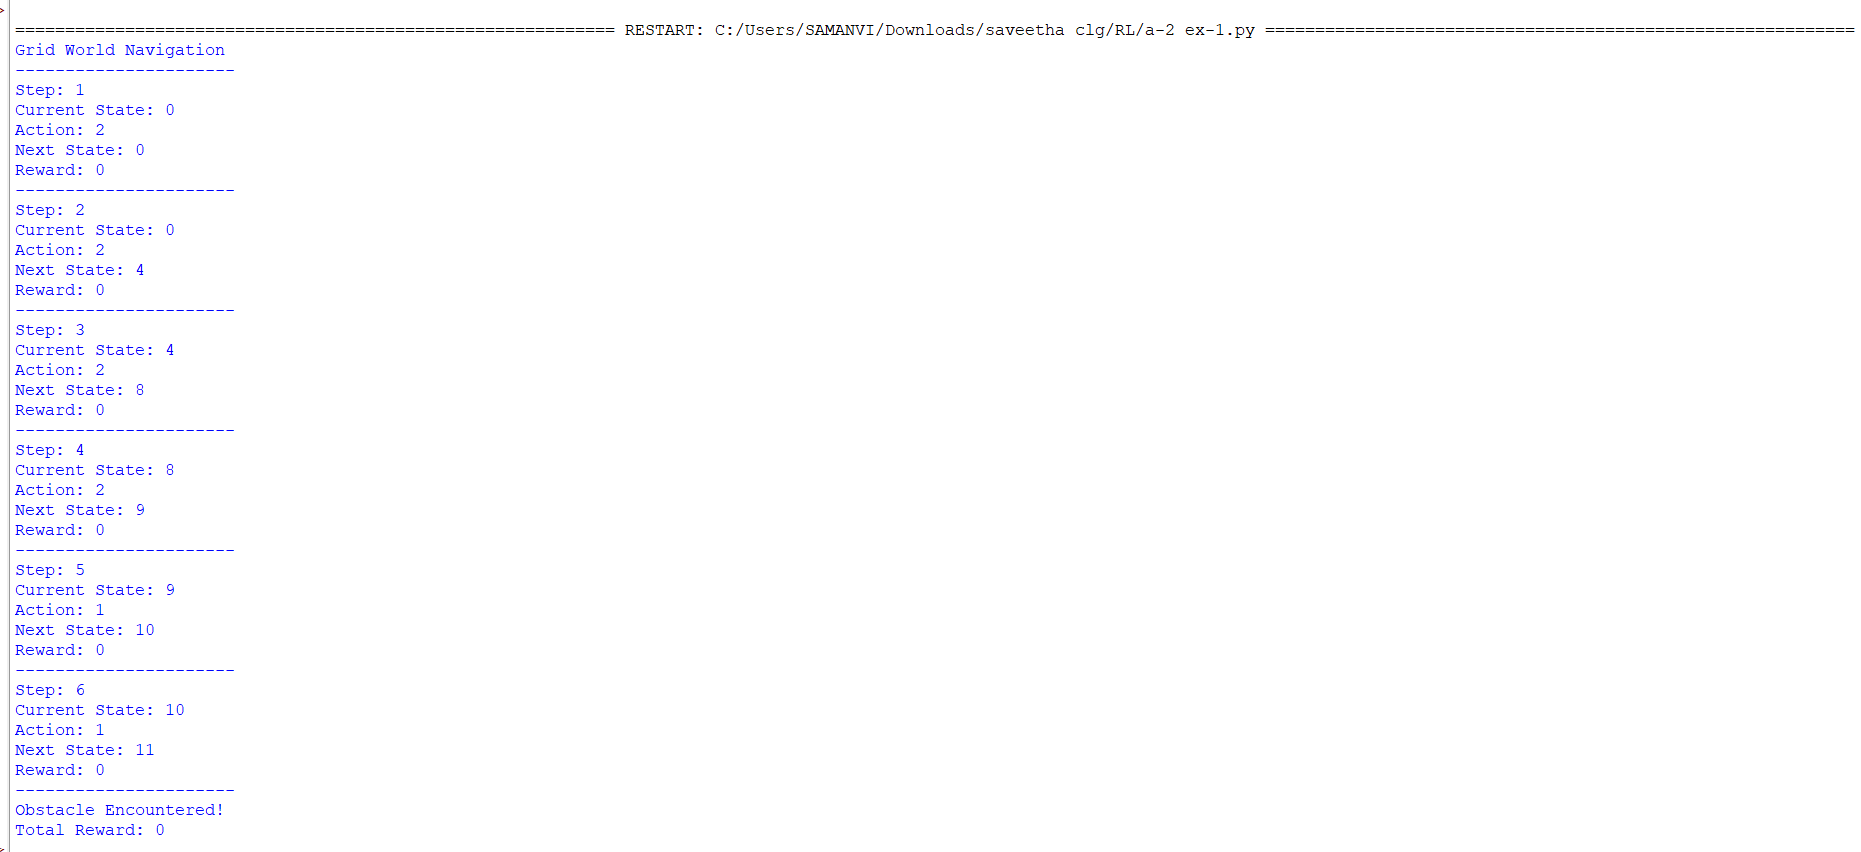 ============================================================ RESTART: C:/Users/SAMANVI/Downloads/saveetha clg/RL/a-2 ex-1.py ===========================================================
Grid World Navigation
----------------------
Step: 1
Current State: 0
Action: 2
Next State: 0
Reward: 0
----------------------
Step: 2
Current State: 0
Action: 2
Next State: 4
Reward: 0
----------------------
Step: 3
Current State: 4
Action: 2
Next State: 8
Reward: 0
----------------------
Step: 4
Current State: 8
Action: 2
Next State: 9
Reward: 0
----------------------
Step: 5
Current State: 9
Action: 1
Next State: 10
Reward: 0
----------------------
Step: 6
Current State: 10
Action: 1
Next State: 11
Reward: 0
----------------------
Obstacle Encountered!
Total Reward: 0